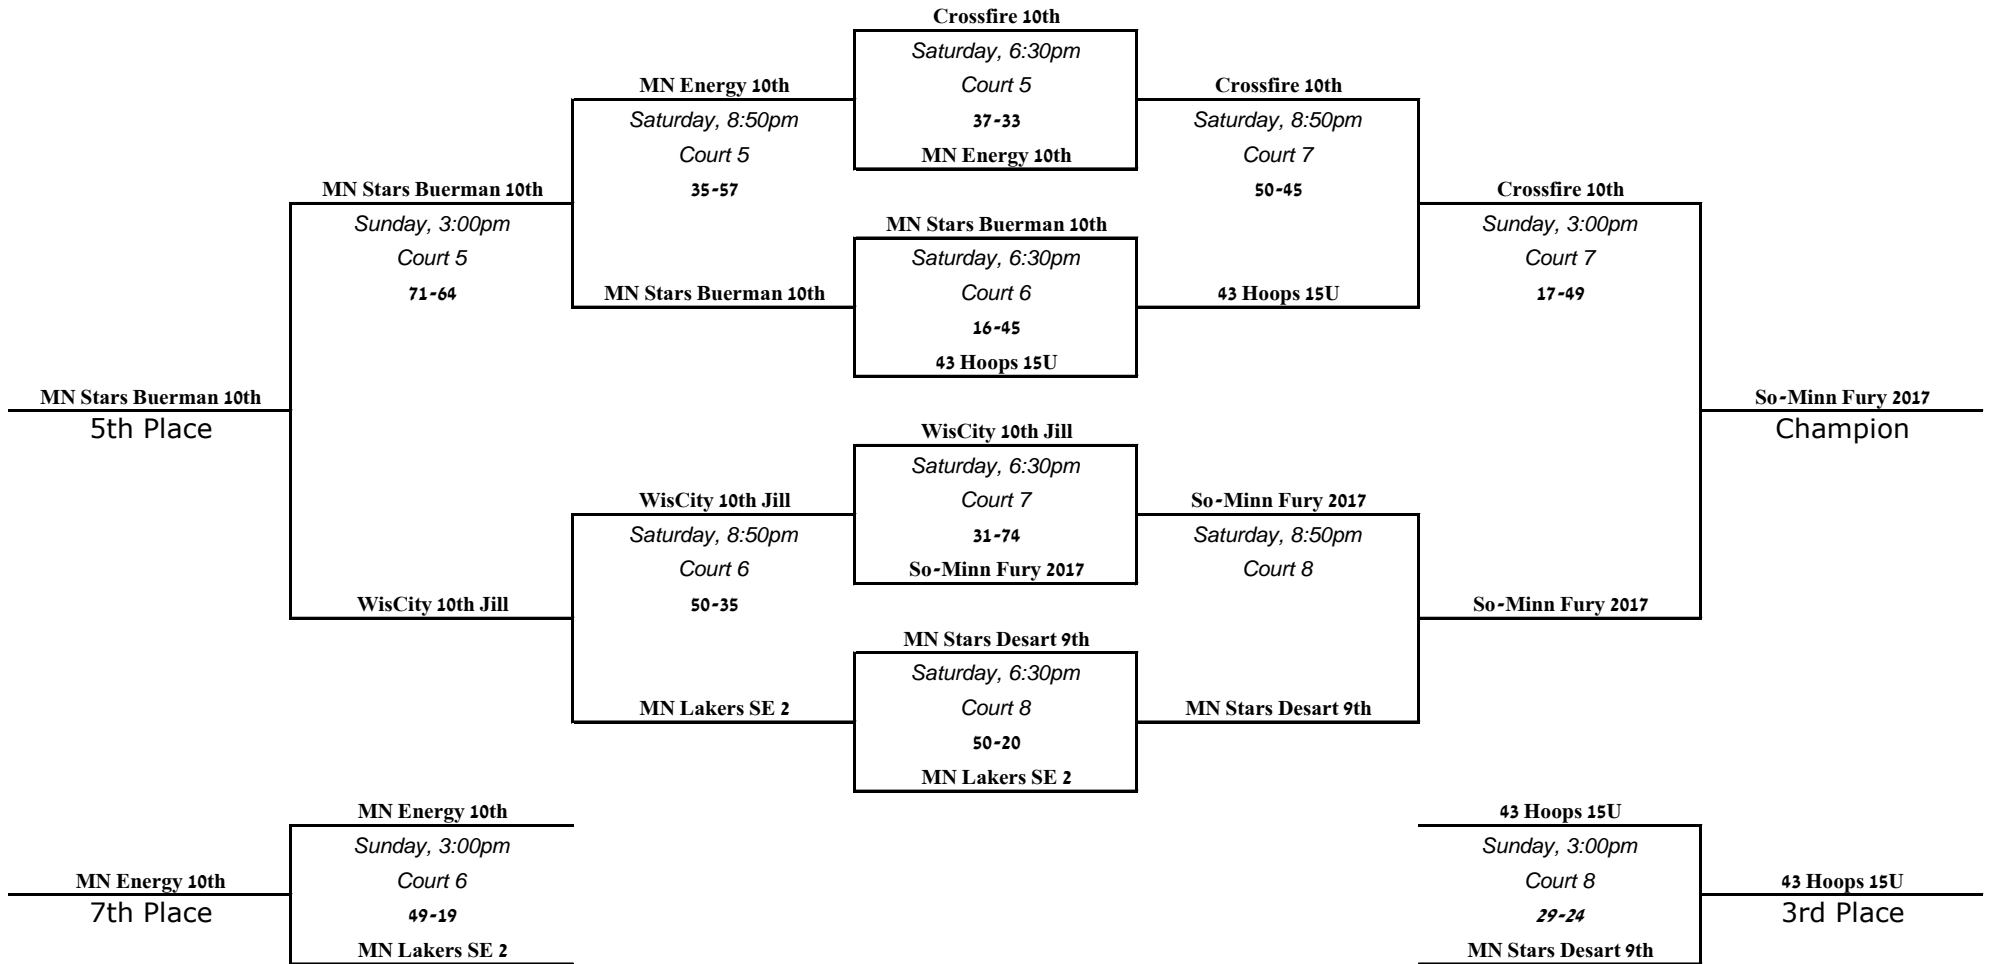 Crossfire 10th
Saturday, 6:30pm
MN Energy 10th
Court 5
Crossfire 10th
Saturday, 8:50pm
37-33
Saturday, 8:50pm
Court 5
MN Energy 10th
Court 7
MN Stars Buerman 10th
35-57
50-45
Crossfire 10th
Sunday, 3:00pm
MN Stars Buerman 10th
Sunday, 3:00pm
Court 5
Saturday, 6:30pm
Court 7
71-64
MN Stars Buerman 10th
Court 6
43 Hoops 15U
17-49
16-45
43 Hoops 15U
MN Stars Buerman 10th
So-Minn Fury 2017
5th Place
WisCity 10th Jill
Champion
Saturday, 6:30pm
WisCity 10th Jill
Court 7
So-Minn Fury 2017
Saturday, 8:50pm
31-74
Saturday, 8:50pm
Court 6
So-Minn Fury 2017
Court 8
WisCity 10th Jill
50-35
So-Minn Fury 2017
MN Stars Desart 9th
Saturday, 6:30pm
MN Lakers SE 2
Court 8
MN Stars Desart 9th
50-20
MN Lakers SE 2
MN Energy 10th
43 Hoops 15U
Sunday, 3:00pm
Sunday, 3:00pm
MN Energy 10th
Court 6
Court 8
43 Hoops 15U
7th Place
49-19
29-24
3rd Place
MN Lakers SE 2
MN Stars Desart 9th